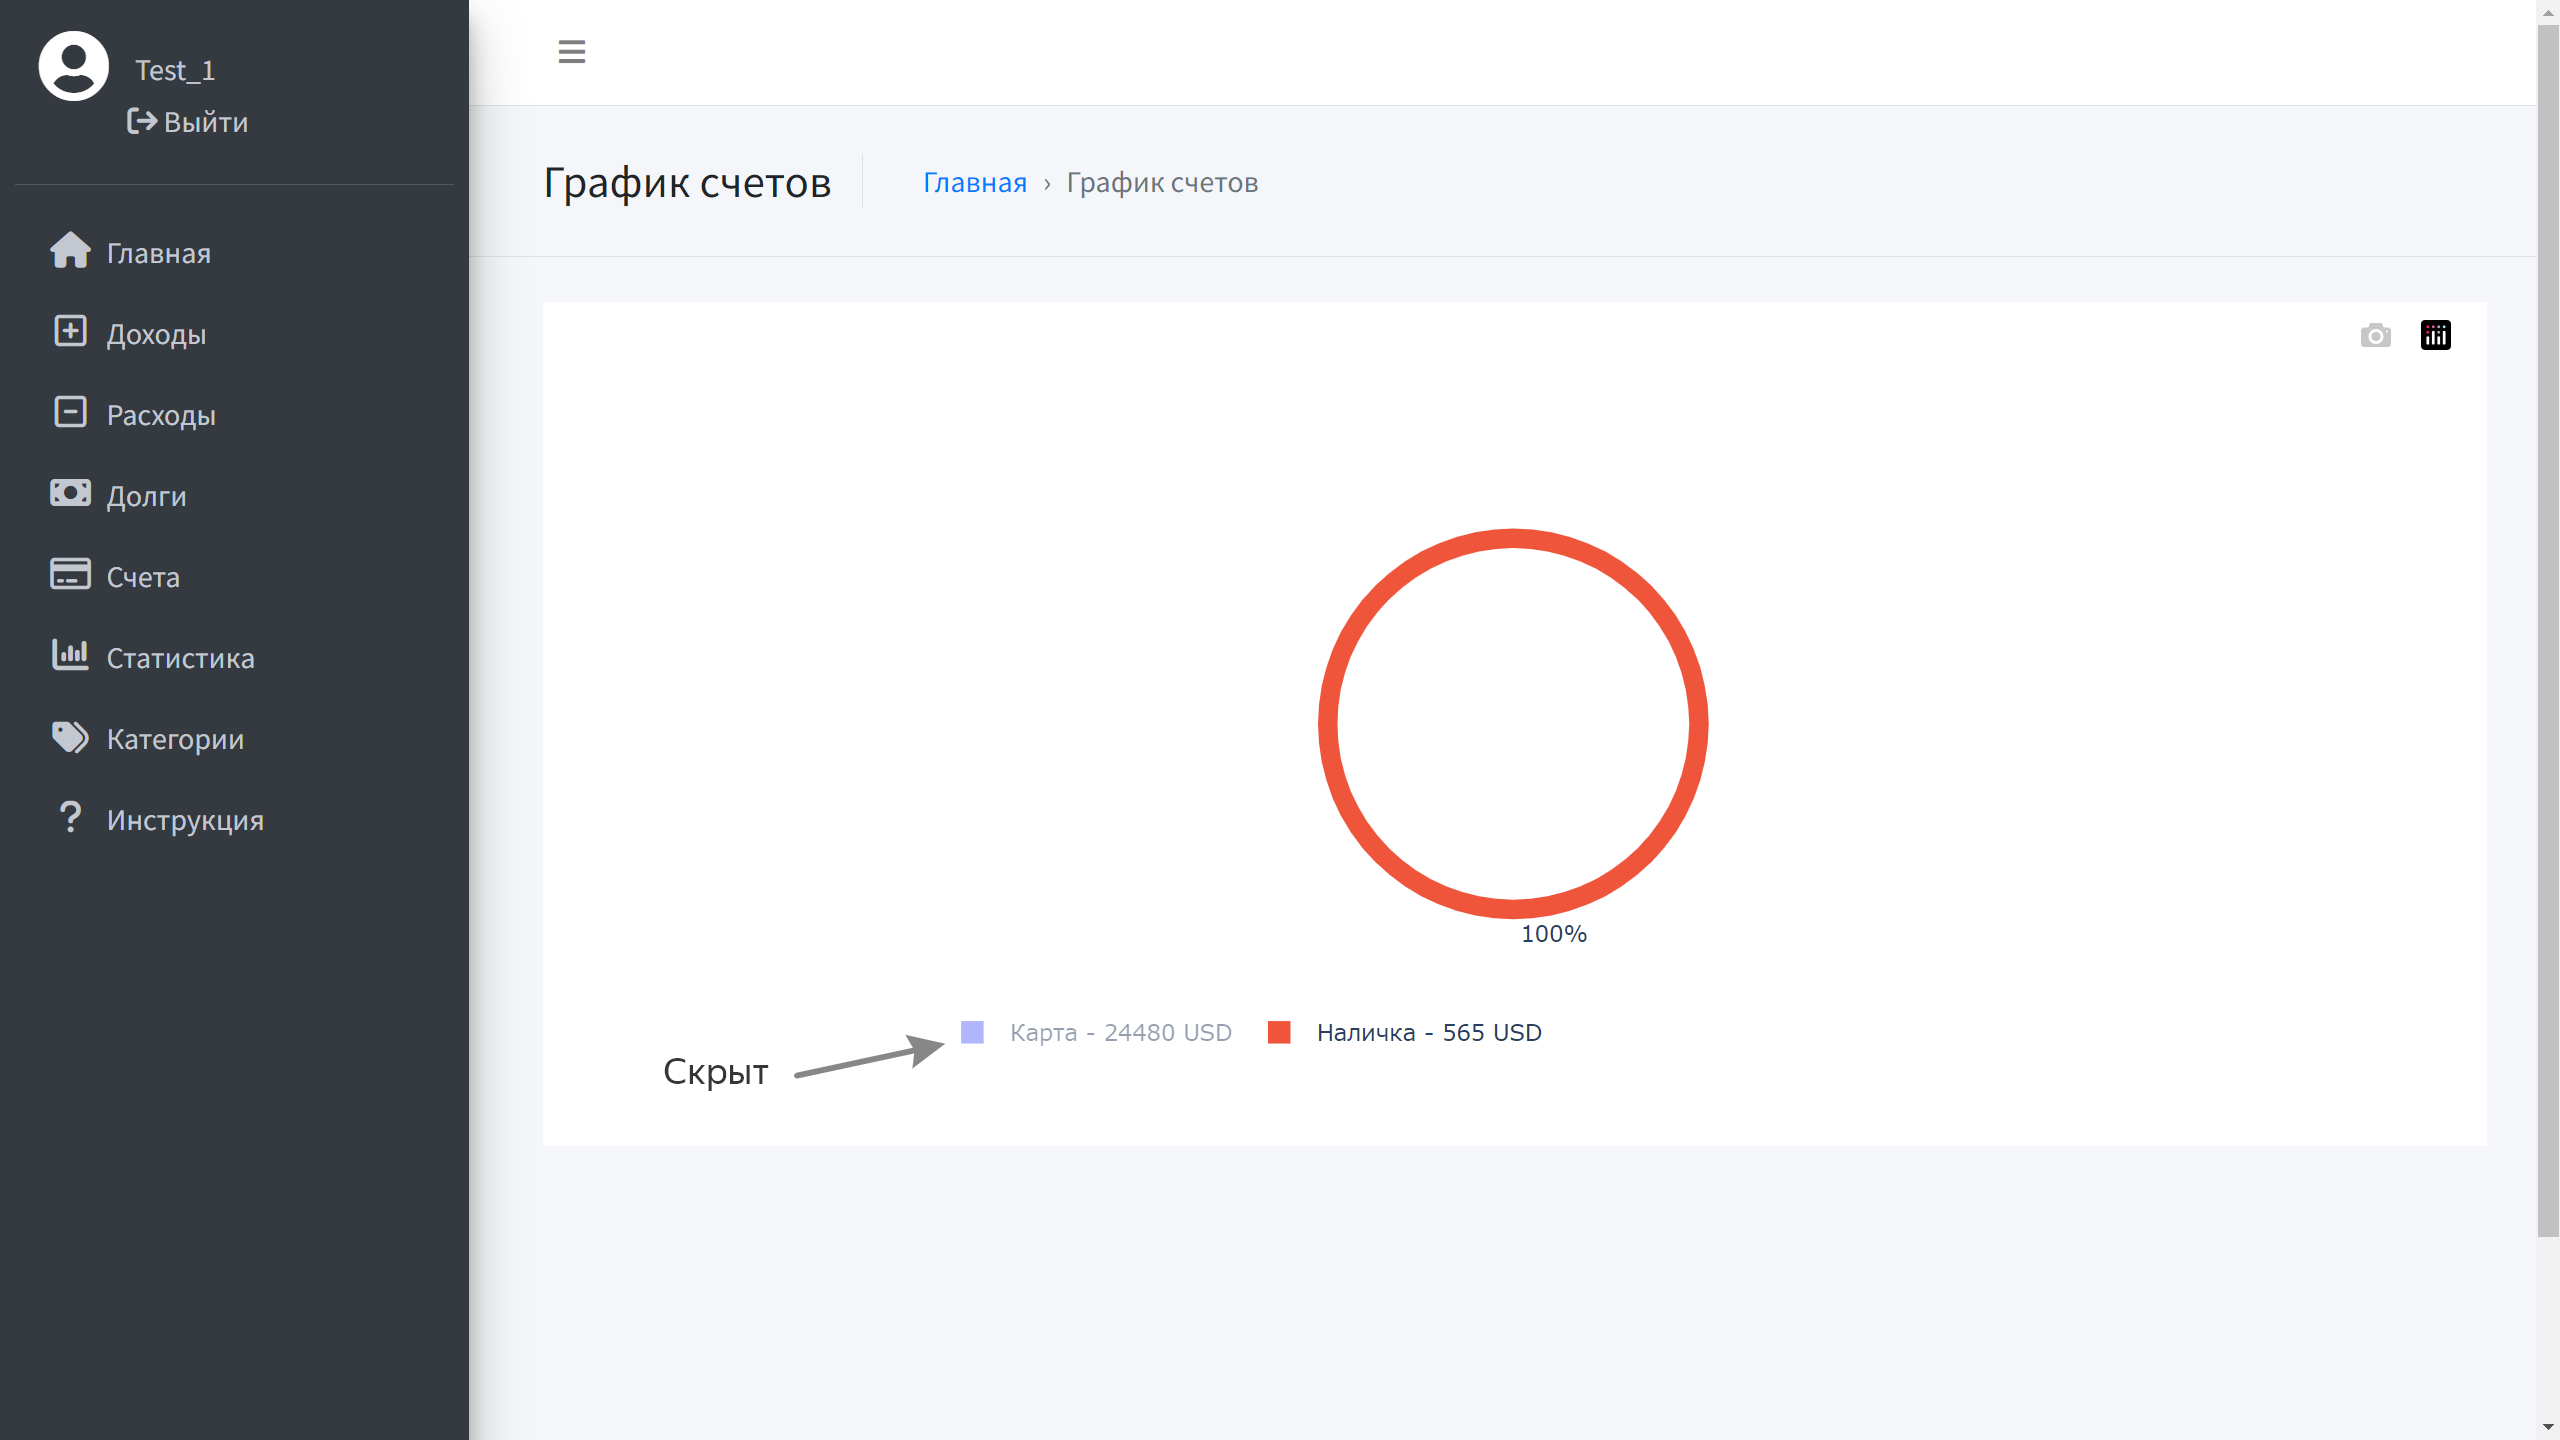 Test_1
Выйти
Главная
Доходы
Расходы
Долги
Счета
Статистика
Категории
Инструкция
График счетов
Главная › График счетов
100%
Карта - 24480 USD
Наличка - 565 USD
Скрыт